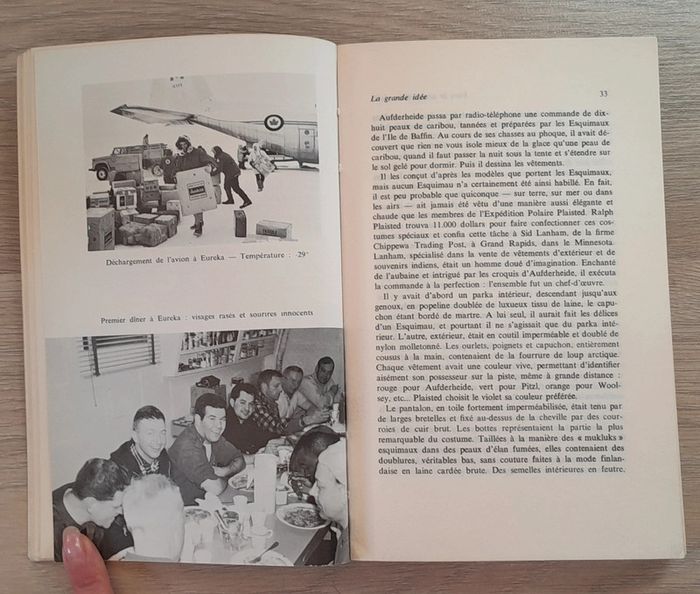 Déchargement de l'avion à Eureka — Température : -29°
Premier dîner à Eureka : visages rasés et sourires innocents
La grande idée 33
Aufderheide passa par radio-téléphone une commande de dix-
huit peaux de caribou, tannées et préparées par les Esquimaux
de l'île de Baffin. Au cours de ses chasses au phoque, il avait dé-
couvert que rien ne vous isole mieux de la glace qu'une peau de
caribou, quand il faut passer la nuit sous la tente et s'étendre sur
le sol gelé pour dormir. Puis il dessina les vêtements.
Il les conçut d'après les modèles que portent les Esquimaux,
mais aucun Esquimau n'a certainement été ainsi habillé. En fait,
il est peu probable que quiconque — sur terre, sur mer ou dans
les airs — ait jamais été vêtu d'une manière aussi élégante et
chaude que les membres de l'Expédition Polaire Plaisted. Ralph
Plaisted trouva 11.000 dollars pour faire confectionner ces cos-
tumes spéciaux et confia cette tâche à Sid Lanham, de la firme
Chippewa Trading Post, à Grand Rapids, dans le Minnesota.
Lanham, spécialisé dans la vente de vêtements d'extérieur et de
souvenirs indiens, était un homme doué d'imagination. Enchanté
de l'aubaine et intrigué par les croquis d'Aufderheide, il exécuta
la commande à la perfection : l'ensemble fut un chef-d'œuvre.
Il y avait d'abord un parka intérieur, descendant jusqu'aux
genoux, en popeline doublée de luxueux tissu de laine, le capu-
chon étant bordé de martre. A lui seul, il aurait fait les délices
d'un Esquimau, et pourtant il ne s'agissait que du parka inté-
rieur. L'autre, extérieur, était en coutil imperméable et doublé de
nylon molletonné. Les ourlets, poignets et capuchon, entièrement
cousus à la main, contenaient de la fourrure de loup arctique.
Chaque vêtement avait une couleur vive, permettant d'identifier
aisément son possesseur sur la piste, même à grande distance :
rouge pour Aufderheide, vert pour Pitzl, orange pour Wool-
sey, etc... Plaisted choisit le violet sa couleur préférée.
Le pantalon, en toile fortement imperméabilisée, était tenu par
de larges bretelles et fixé au-dessus de la cheville par des cour-
roies de cuir brut. Les bottes représentaient la partie la plus
remarquable du costume. Taillées à la manière des « mukluks »
esquimaux dans des peaux d'élan fumées, elles contenaient des
doublures, véritables bas, sans couture faites à la mode finlan-
daise en laine cardée brute. Des semelles intérieures en feutre,